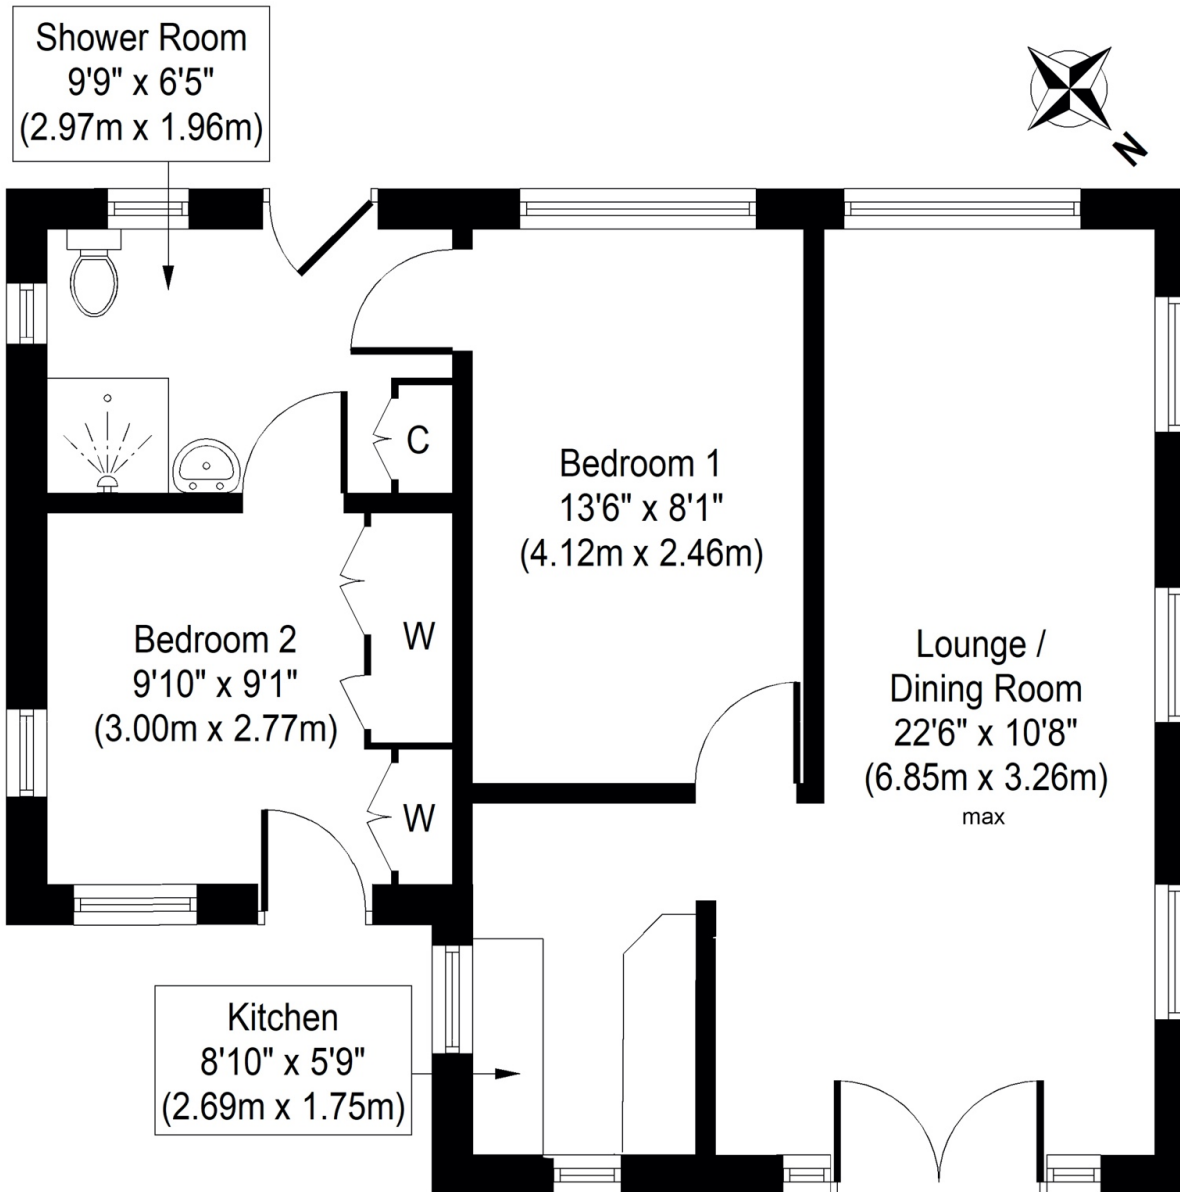 Shower Room
9'9" x 6'5"
(2.97m x 1.96m)
N
C
Bedroom 1
13'6" x 8'1"
(4.12m x 2.46m)
Bedroom 2
9'10" x 9'1"
(3.00m x 2.77m)
W
W
Lounge /
Dining Room
22'6" x 10'8"
(6.85m x 3.26m)
max
Kitchen
8'10" x 5'9"
(2.69m x 1.75m)